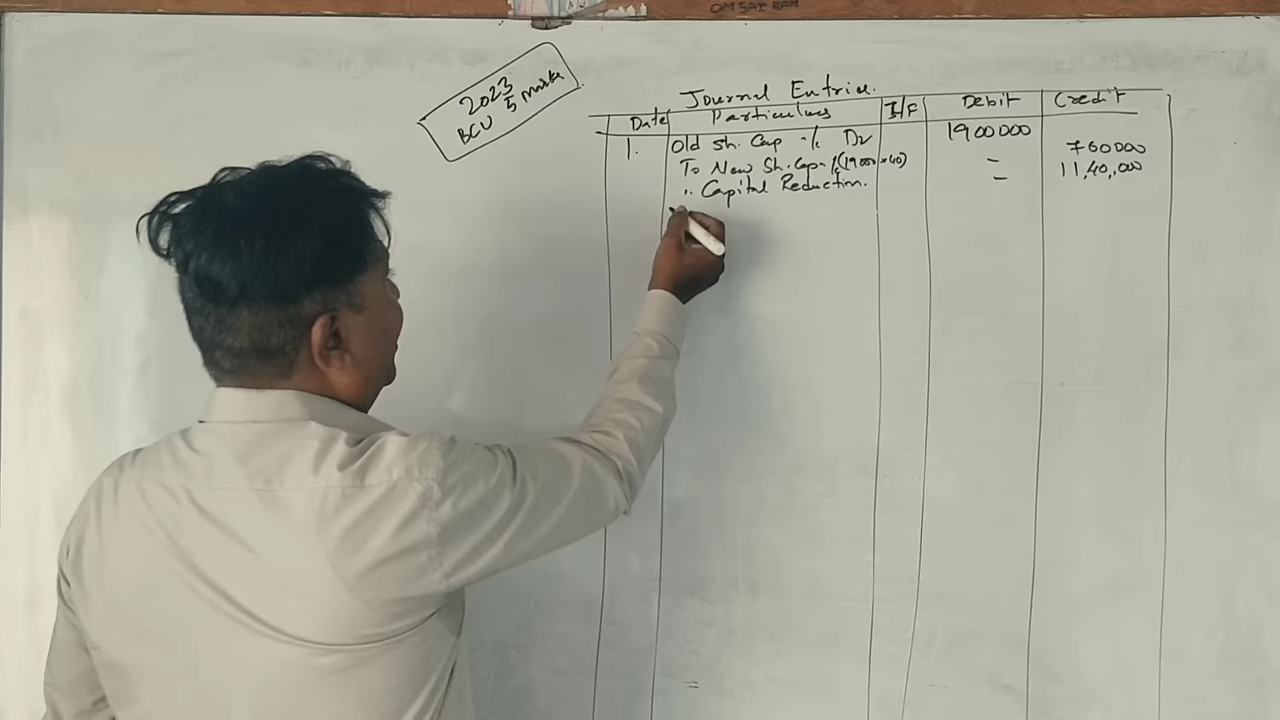 OM SAI RAM
2023
BCU 5 marks
Journal Entries.
Date Particulars I/F Debit Credit
1. Old Sh. Cap A/c Dr 1900000
To New Sh. Cap A/c (19000×40) - 760000
" Capital Reduction. - 11,40,000